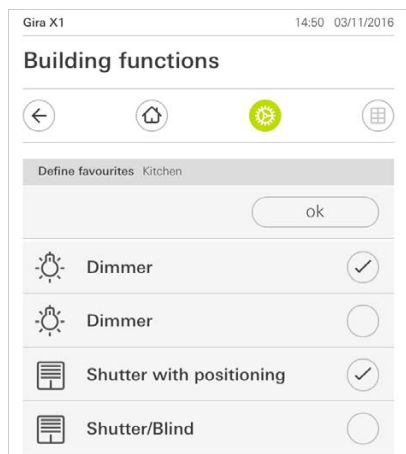 Gira X1 14:50 03/11/2016
Building functions
Define favourites Kitchen
ok
Dimmer
Dimmer
Shutter with positioning
Shutter/Blind